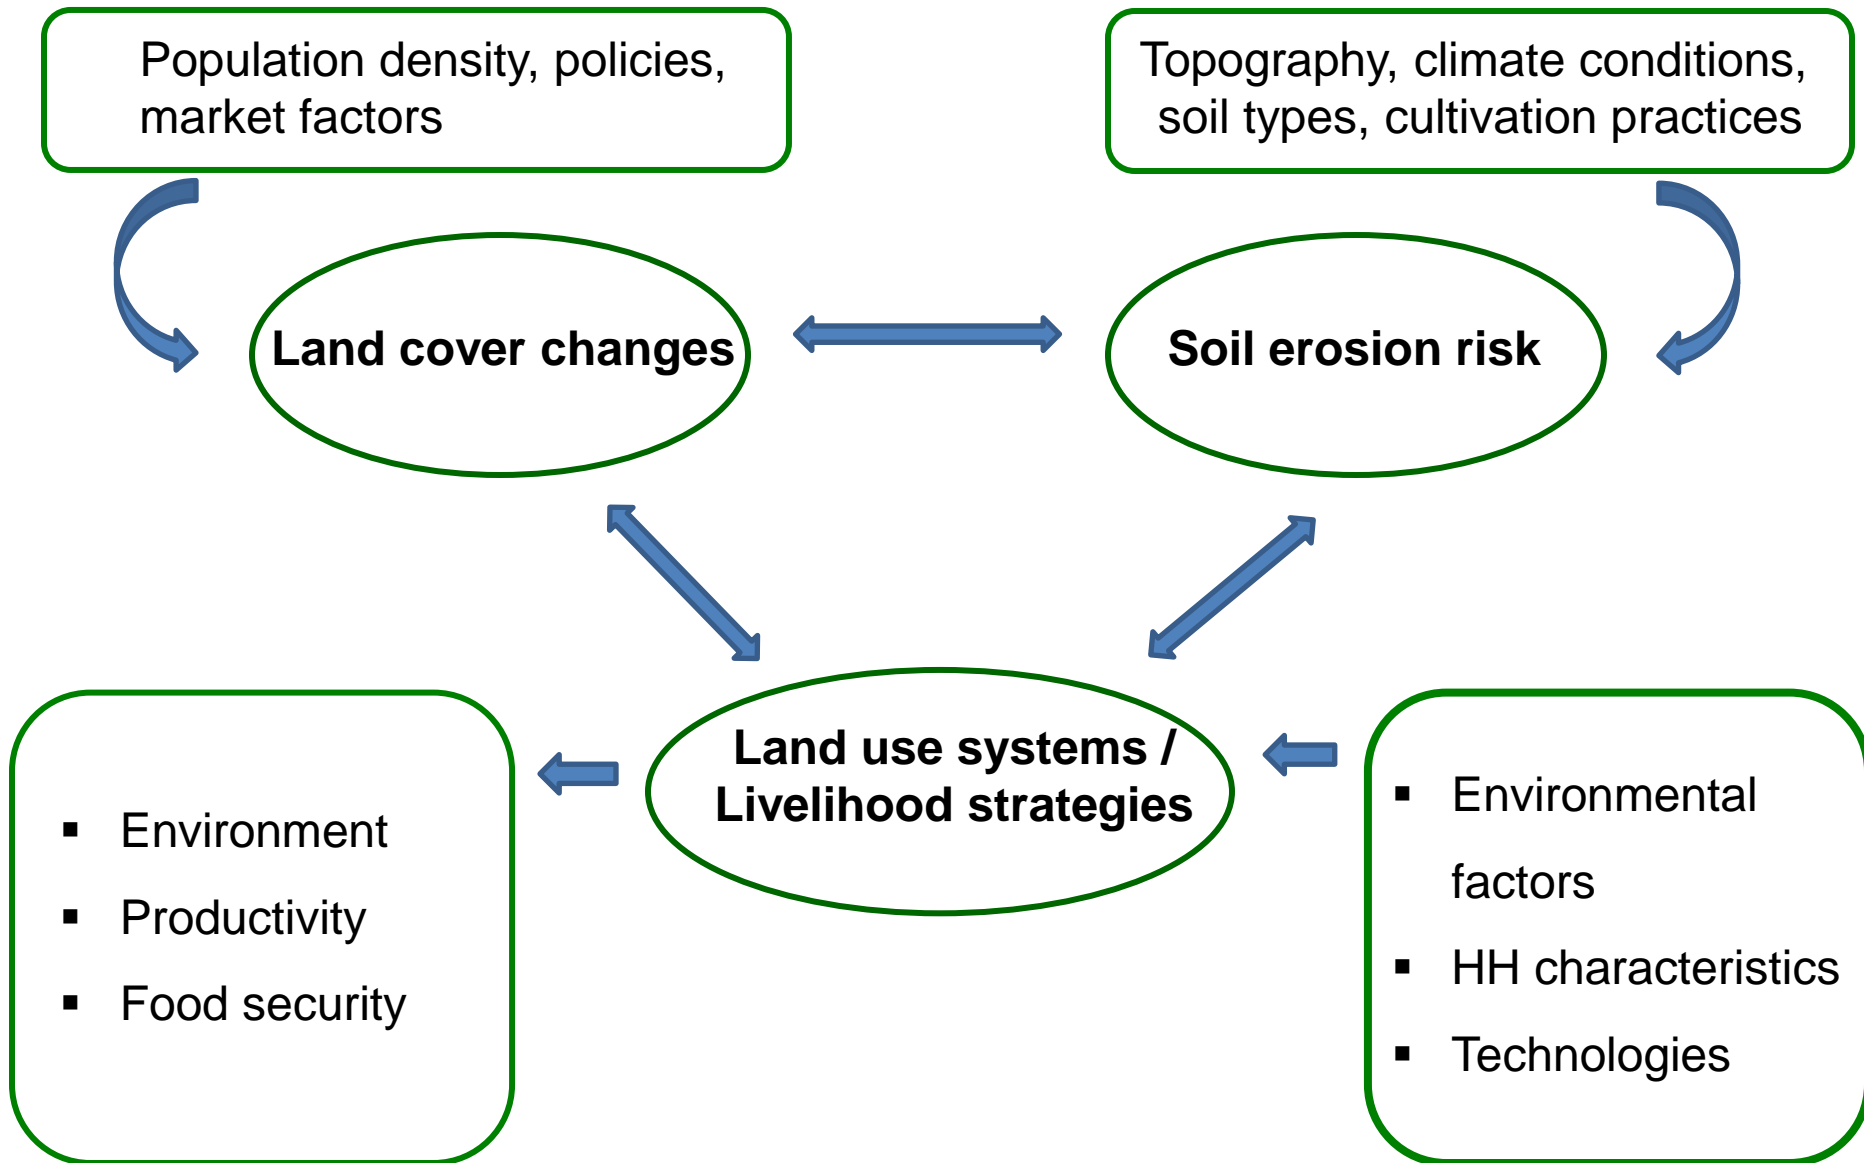 Population density, policies,
market factors
Topography, climate conditions,
soil types, cultivation practices
Land cover changes
Soil erosion risk
Land use systems /
Livelihood strategies
▪ Environment
▪ Productivity
▪ Food security
▪ Environmental
factors
▪ HH characteristics
▪ Technologies